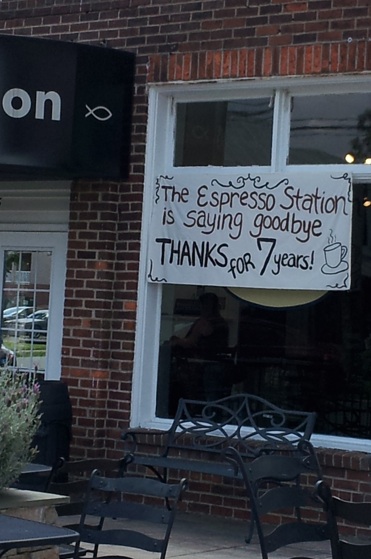 on
The Espresso Station
is saying goodbye
THANKS for 7 years!